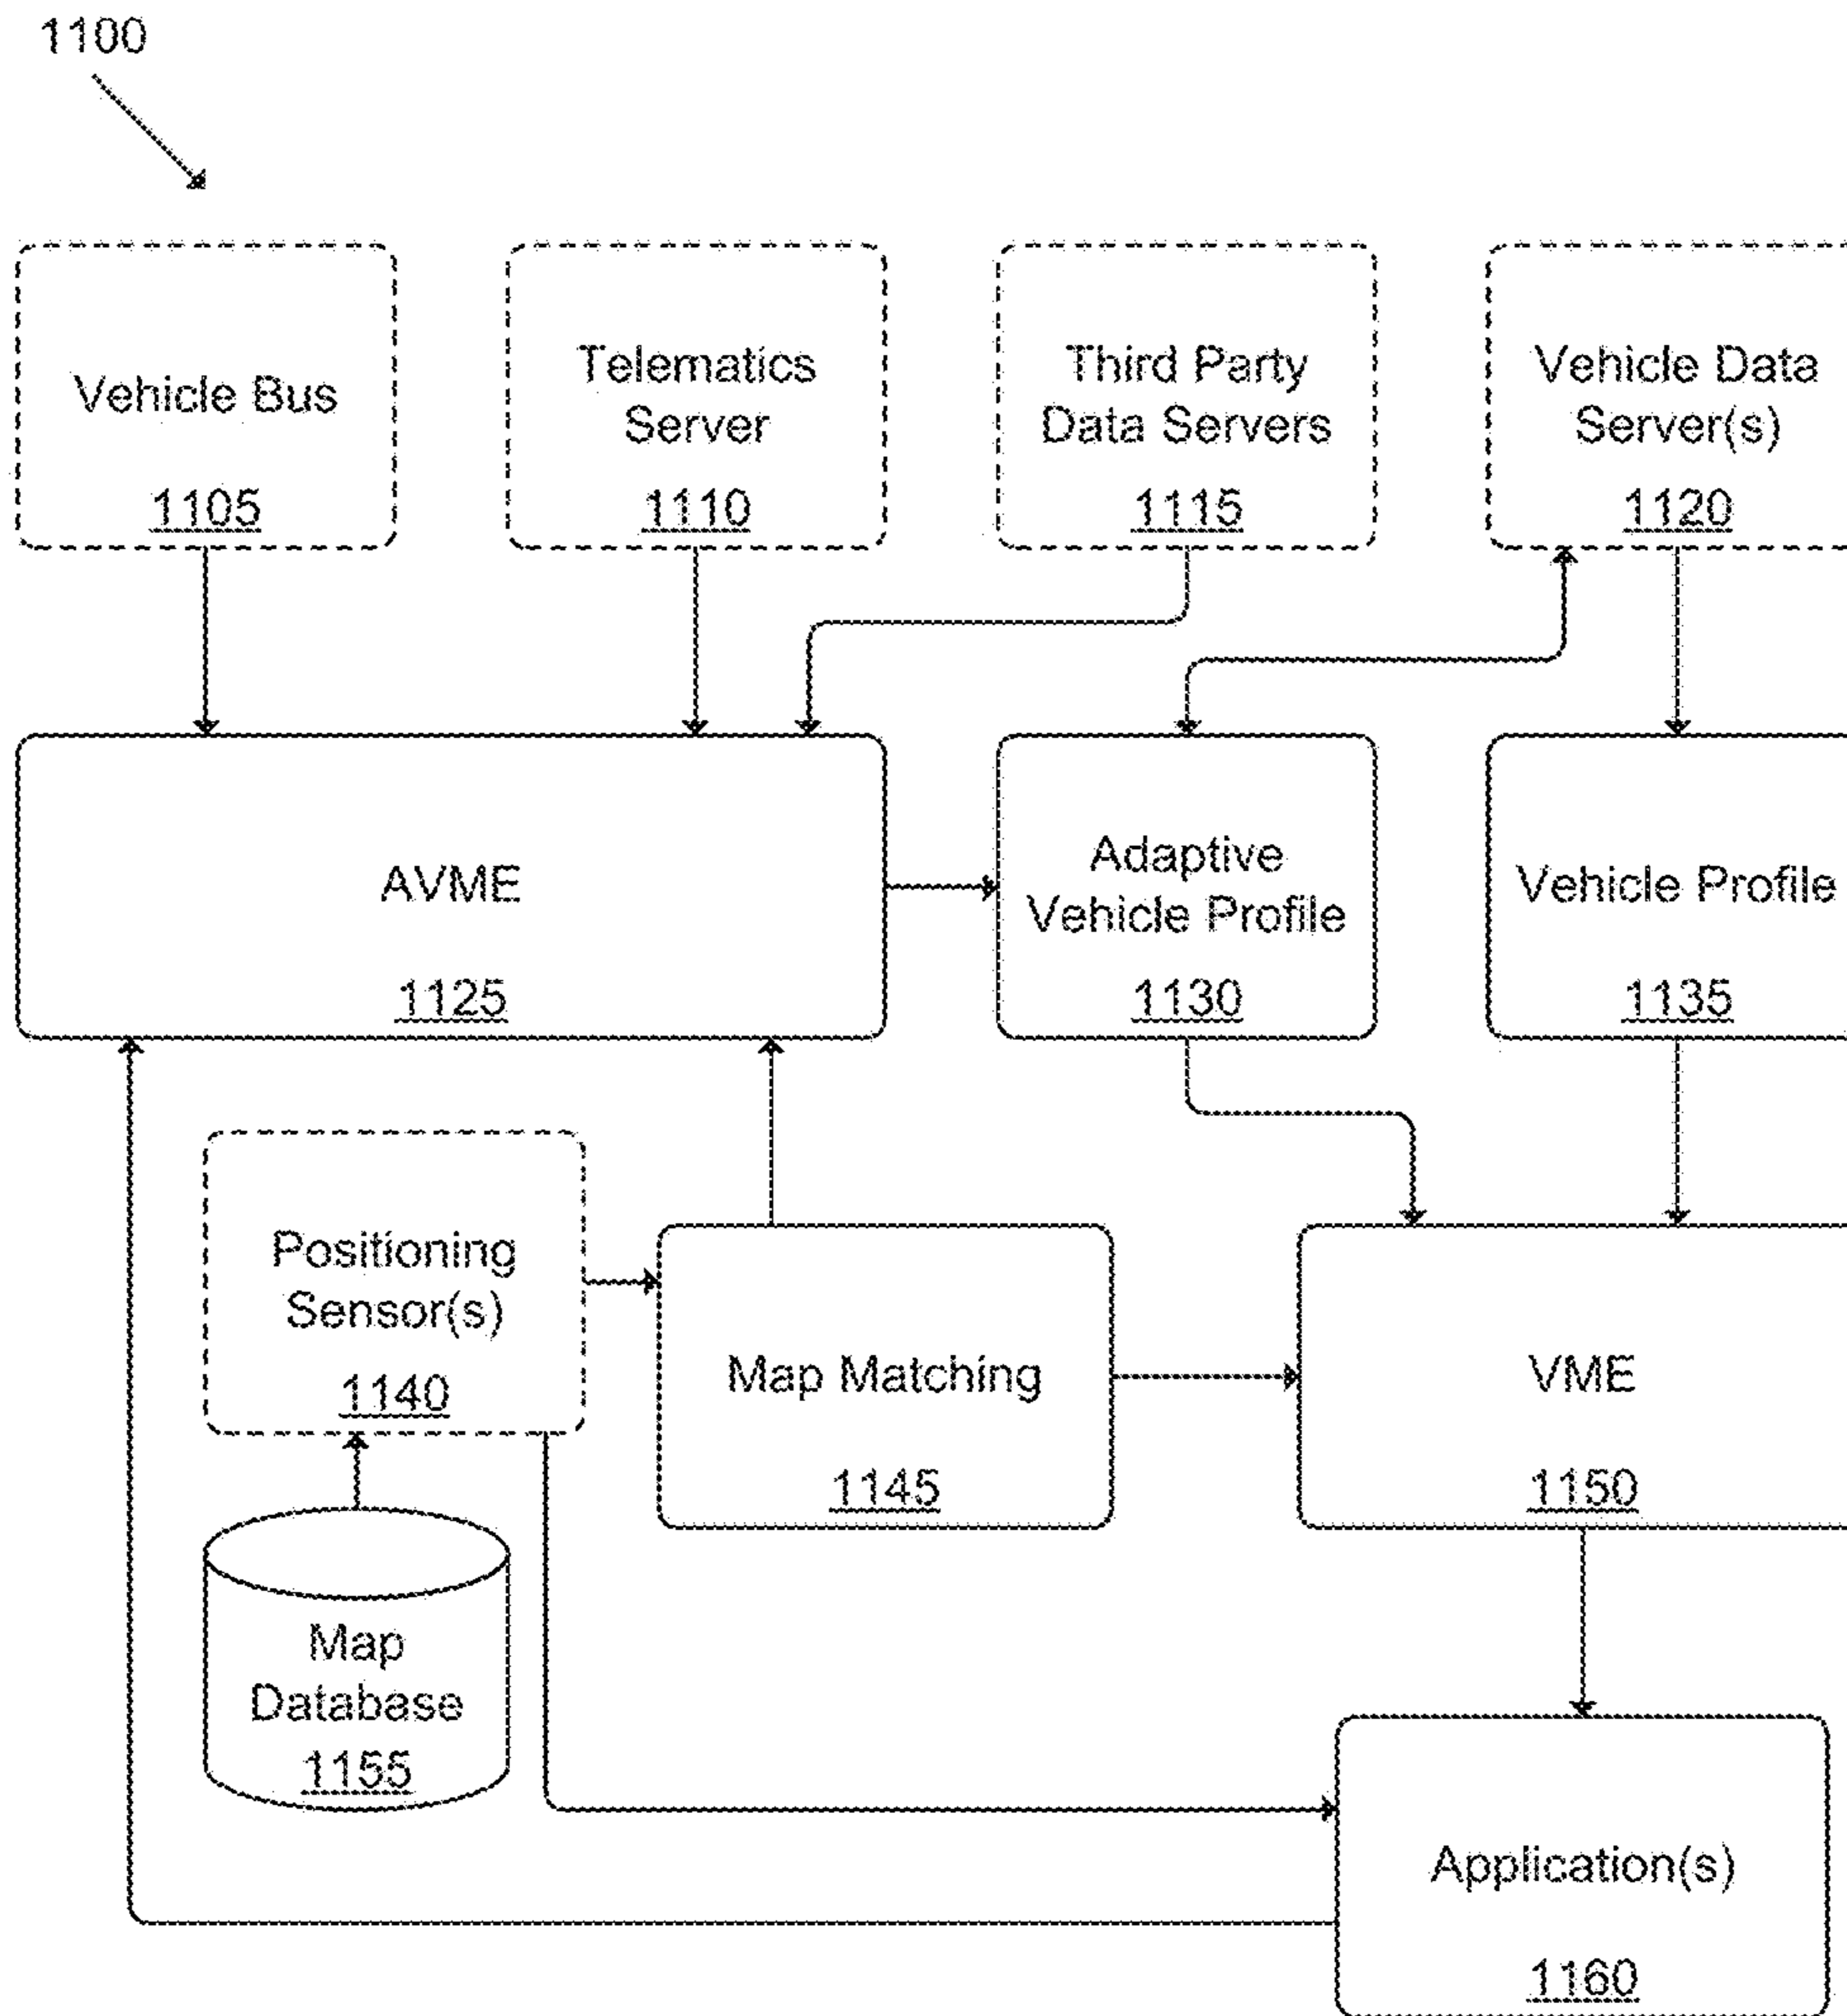 1100
Vehicle Bus
1105
Telematics
Server
1110
Third Party
Data Servers
1115
Vehicle Data
Server(s)
1120
AVME
1125
Adaptive
Vehicle Profile
1130
Vehicle Profile
1135
Positioning
Sensor(s)
1140
Map Matching
1145
VME
1150
Map
Database
1155
Application(s)
1160